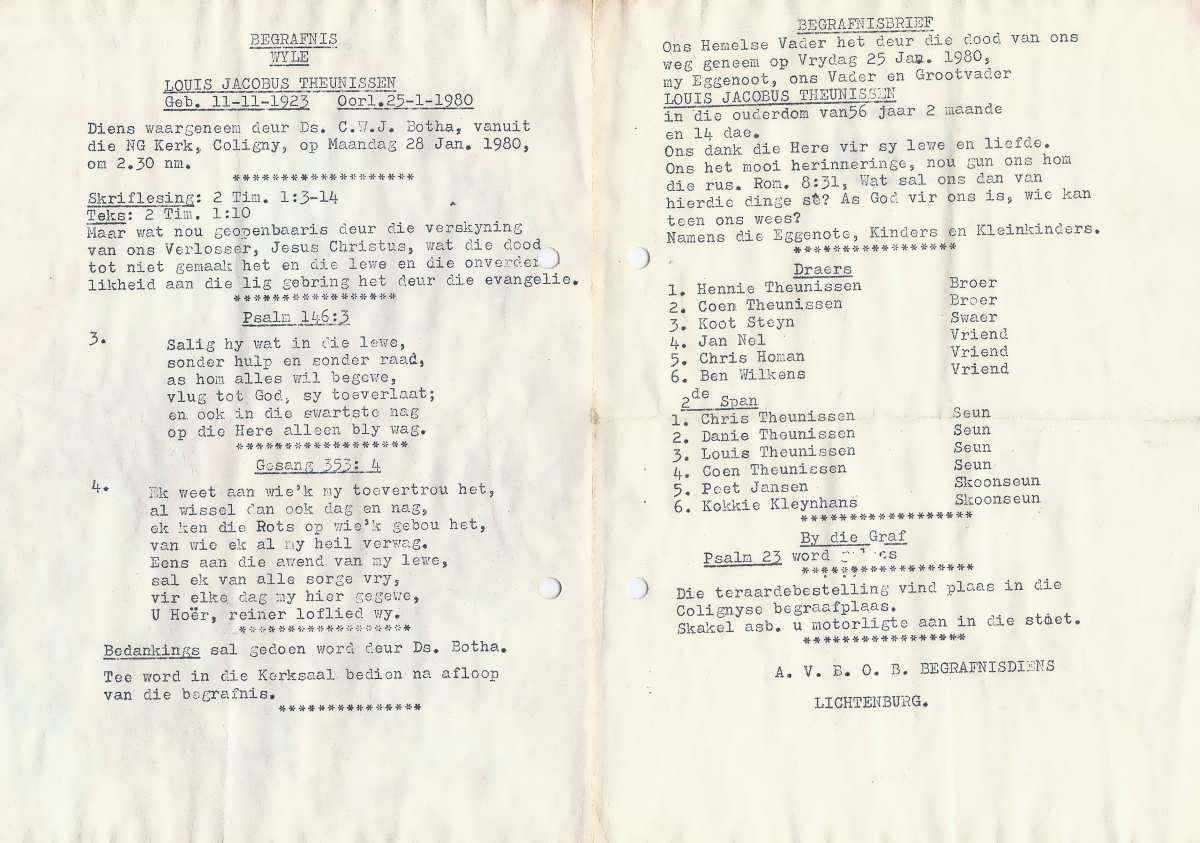 BEGRAFNIS
WYLE
LOUIS JACOBUS THEUNISSEN
Geb. 11-11-1923 Oorl.25-1-1980
Diens waargeneem deur Ds. C.W.J. Botha, vanuit
die NG Kerk, Coligny, op Maandag 28 Jan. 1980,
om 2.30 nm.
******************
Skriflesing: 2 Tim. 1:3-14
Teks: 2 Tim. 1:10
Maar wat nou geopenbaaris deur die verskyning
van ons Verlosser, Jesus Christus, wat die dood
tot niet gemaak het en die lewe en die onverder
likheid aan die lig gebring het deur die evangelie.
****************
Psalm 146:3
3. Salig hy wat in die lewe,
sonder hulp en sonder raad,
as hom alles wil begewe,
vlug tot God, sy toeverlaat;
en ook in die swartste nag
op die Here alleen bly wag.
*****************
Gesang 353: 4
4. Ek weet aan wie'k my toevertrou het,
al wissel dan ook dag en nag,
ek ken die Rots op wie'k gebou het,
van wie ek al my heil verwag.
Eens aan die awend van my lewe,
sal ek van alle sorge vry,
vir elke dag my hier gegewe,
U Hoër, reiner loflied wy.
*****************
Bedankings sal gedoen word deur Ds. Botha.
Tee word in die Kerksaal bedien na afloop
van die begrafnis.
**************
BEGRAFNISBRIEF
Ons Hemelse Vader het deur die dood van ons
weg geneem op Vrydag 25 Jan. 1980,
my Eggenoot, ons Vader en Grootvader
LOUIS JACOBUS THEUNISSEN
in die ouderdom van56 jaar 2 maande
en 14 dae.
Ons dank die Here vir sy lewe en liefde.
Ons het mooi herinneringe, nou gun ons hom
die rus. Rom. 8:31, Wat sal ons dan van
hierdie dinge sê? As God vir ons is, wie kan
teen ons wees?
Namens die Eggenote, Kinders en Kleinkinders.
****************
Draers
1. Hennie Theunissen Broer
2. Coen Theunissen Broer
3. Koot Steyn Swaer
4. Jan Nel Vriend
5. Chris Homan Vriend
6. Ben Wilkens Vriend
2de Span
1. Chris Theunissen Seun
2. Danie Theunissen Seun
3. Louis Theunissen Seun
4. Coen Theunissen Seun
5. Peet Jansen Skoonseun
6. Kokkie Kleynhans Skoonseun
*****************
By die Graf
Psalm 23 word
*****************
Die teraardebestelling vind plaas in die
Colignyse begraafplaas.
Skakel asb. u motorligte aan in die stoet.
****************
A. V. B. O. B. BEGRAFNISDIENS
LICHTENBURG.